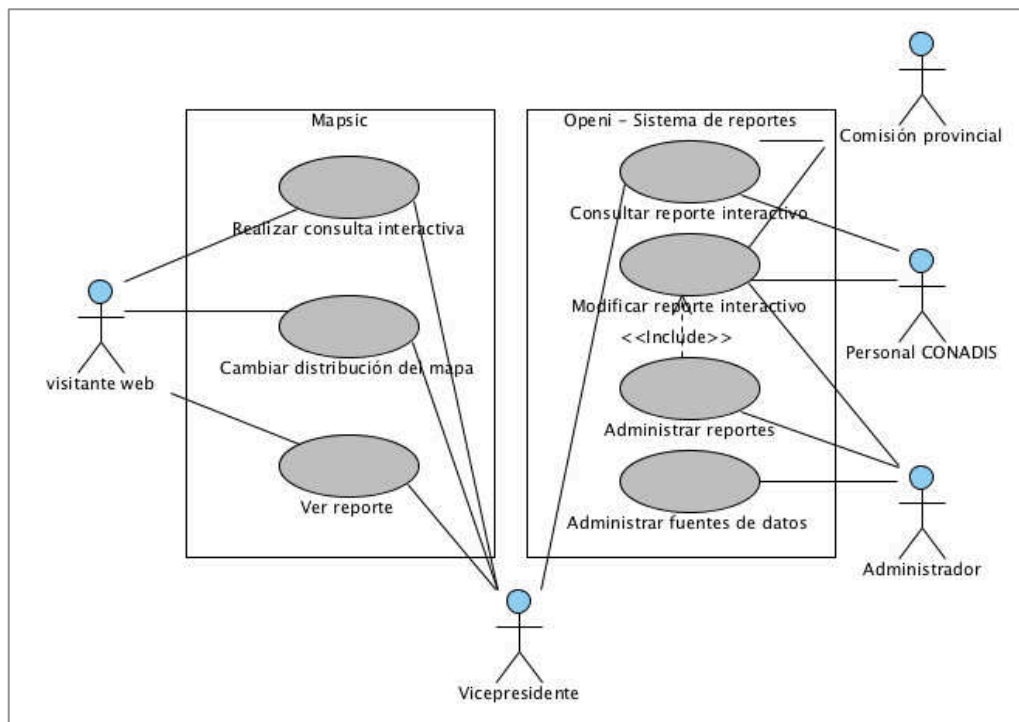 Mapsic
Openi - Sistema de reportes
Comisión provincial
Realizar consulta interactiva
Consultar reporte interactivo
Modificar reporte interactivo
<<Include>>
Personal CONADIS
visitante web
Cambiar distribución del mapa
Administrar reportes
Ver reporte
Administrar fuentes de datos
Administrador
Vicepresidente